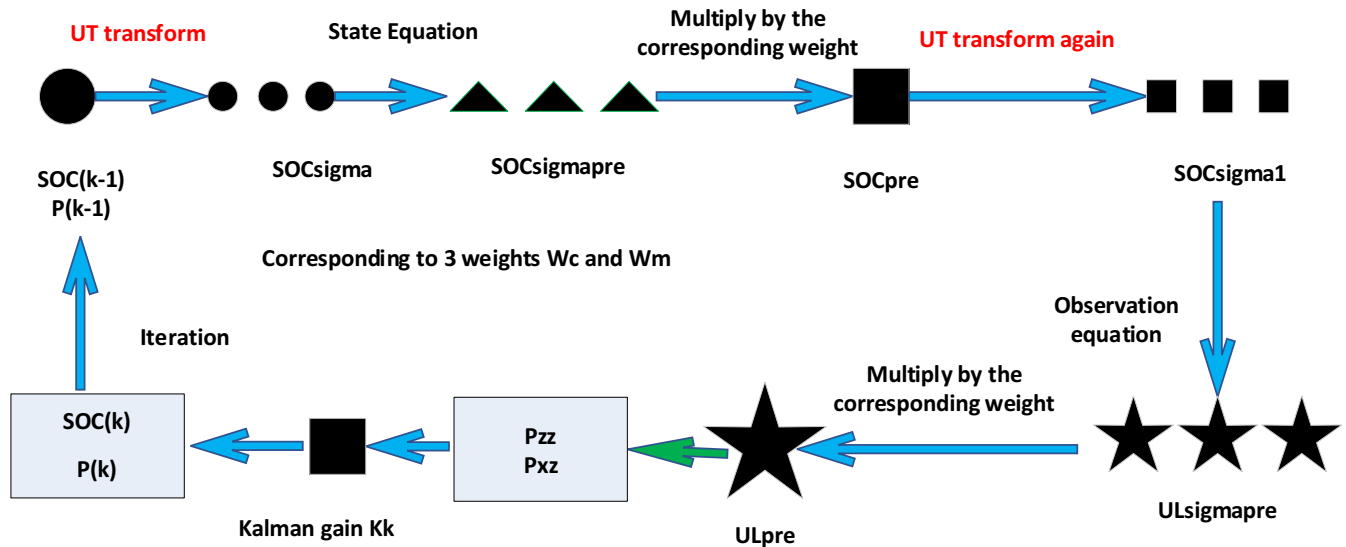 UT transform
State Equation
Multiply by the
corresponding weight
UT transform again
SOCsigma
SOCsigmapre
SOCpre
SOCsigma1
SOC(k-1)
P(k-1)
Corresponding to 3 weights Wc and Wm
Iteration
Observation
equation
Multiply by the
corresponding weight
SOC(k)
P(k)
Pzz
Pxz
Kalman gain Kk
ULpre
ULsigmapre